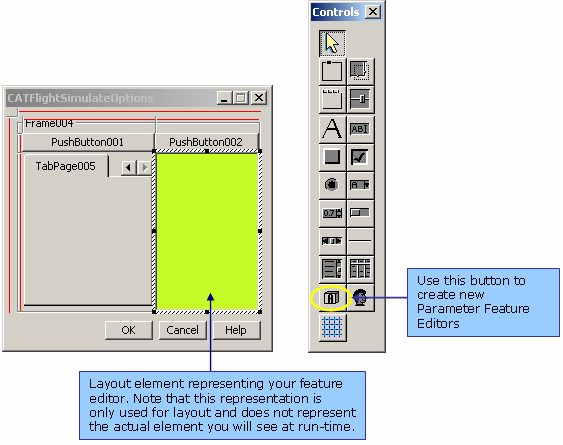 Controls
CATFlightSimulateOptions
Frame004
PushButton001
PushButton002
TabPage005
A
AB
A
0.7
A
OK
Cancel
Help
Use this button to
create new
Parameter Feature
Editors
Layout element representing your feature
editor. Note that this representation is
only used for layout and does not represent
the actual element you will see at run-time.